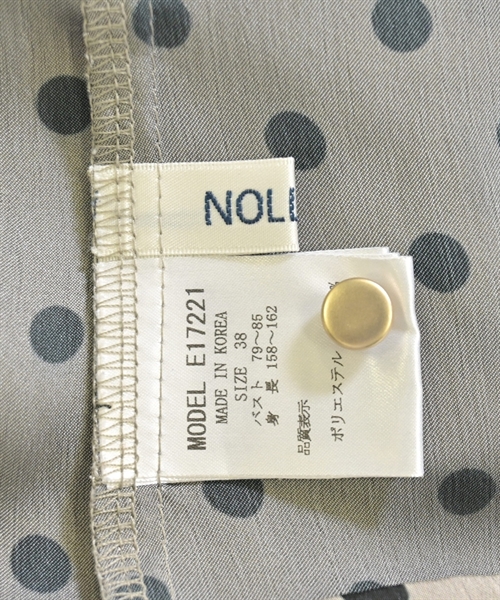 NOL
MODEL E17221
MADE IN KOREA
SIZE 38
バスト 79～85
身 長 158～162
品質表示
ポリエステル